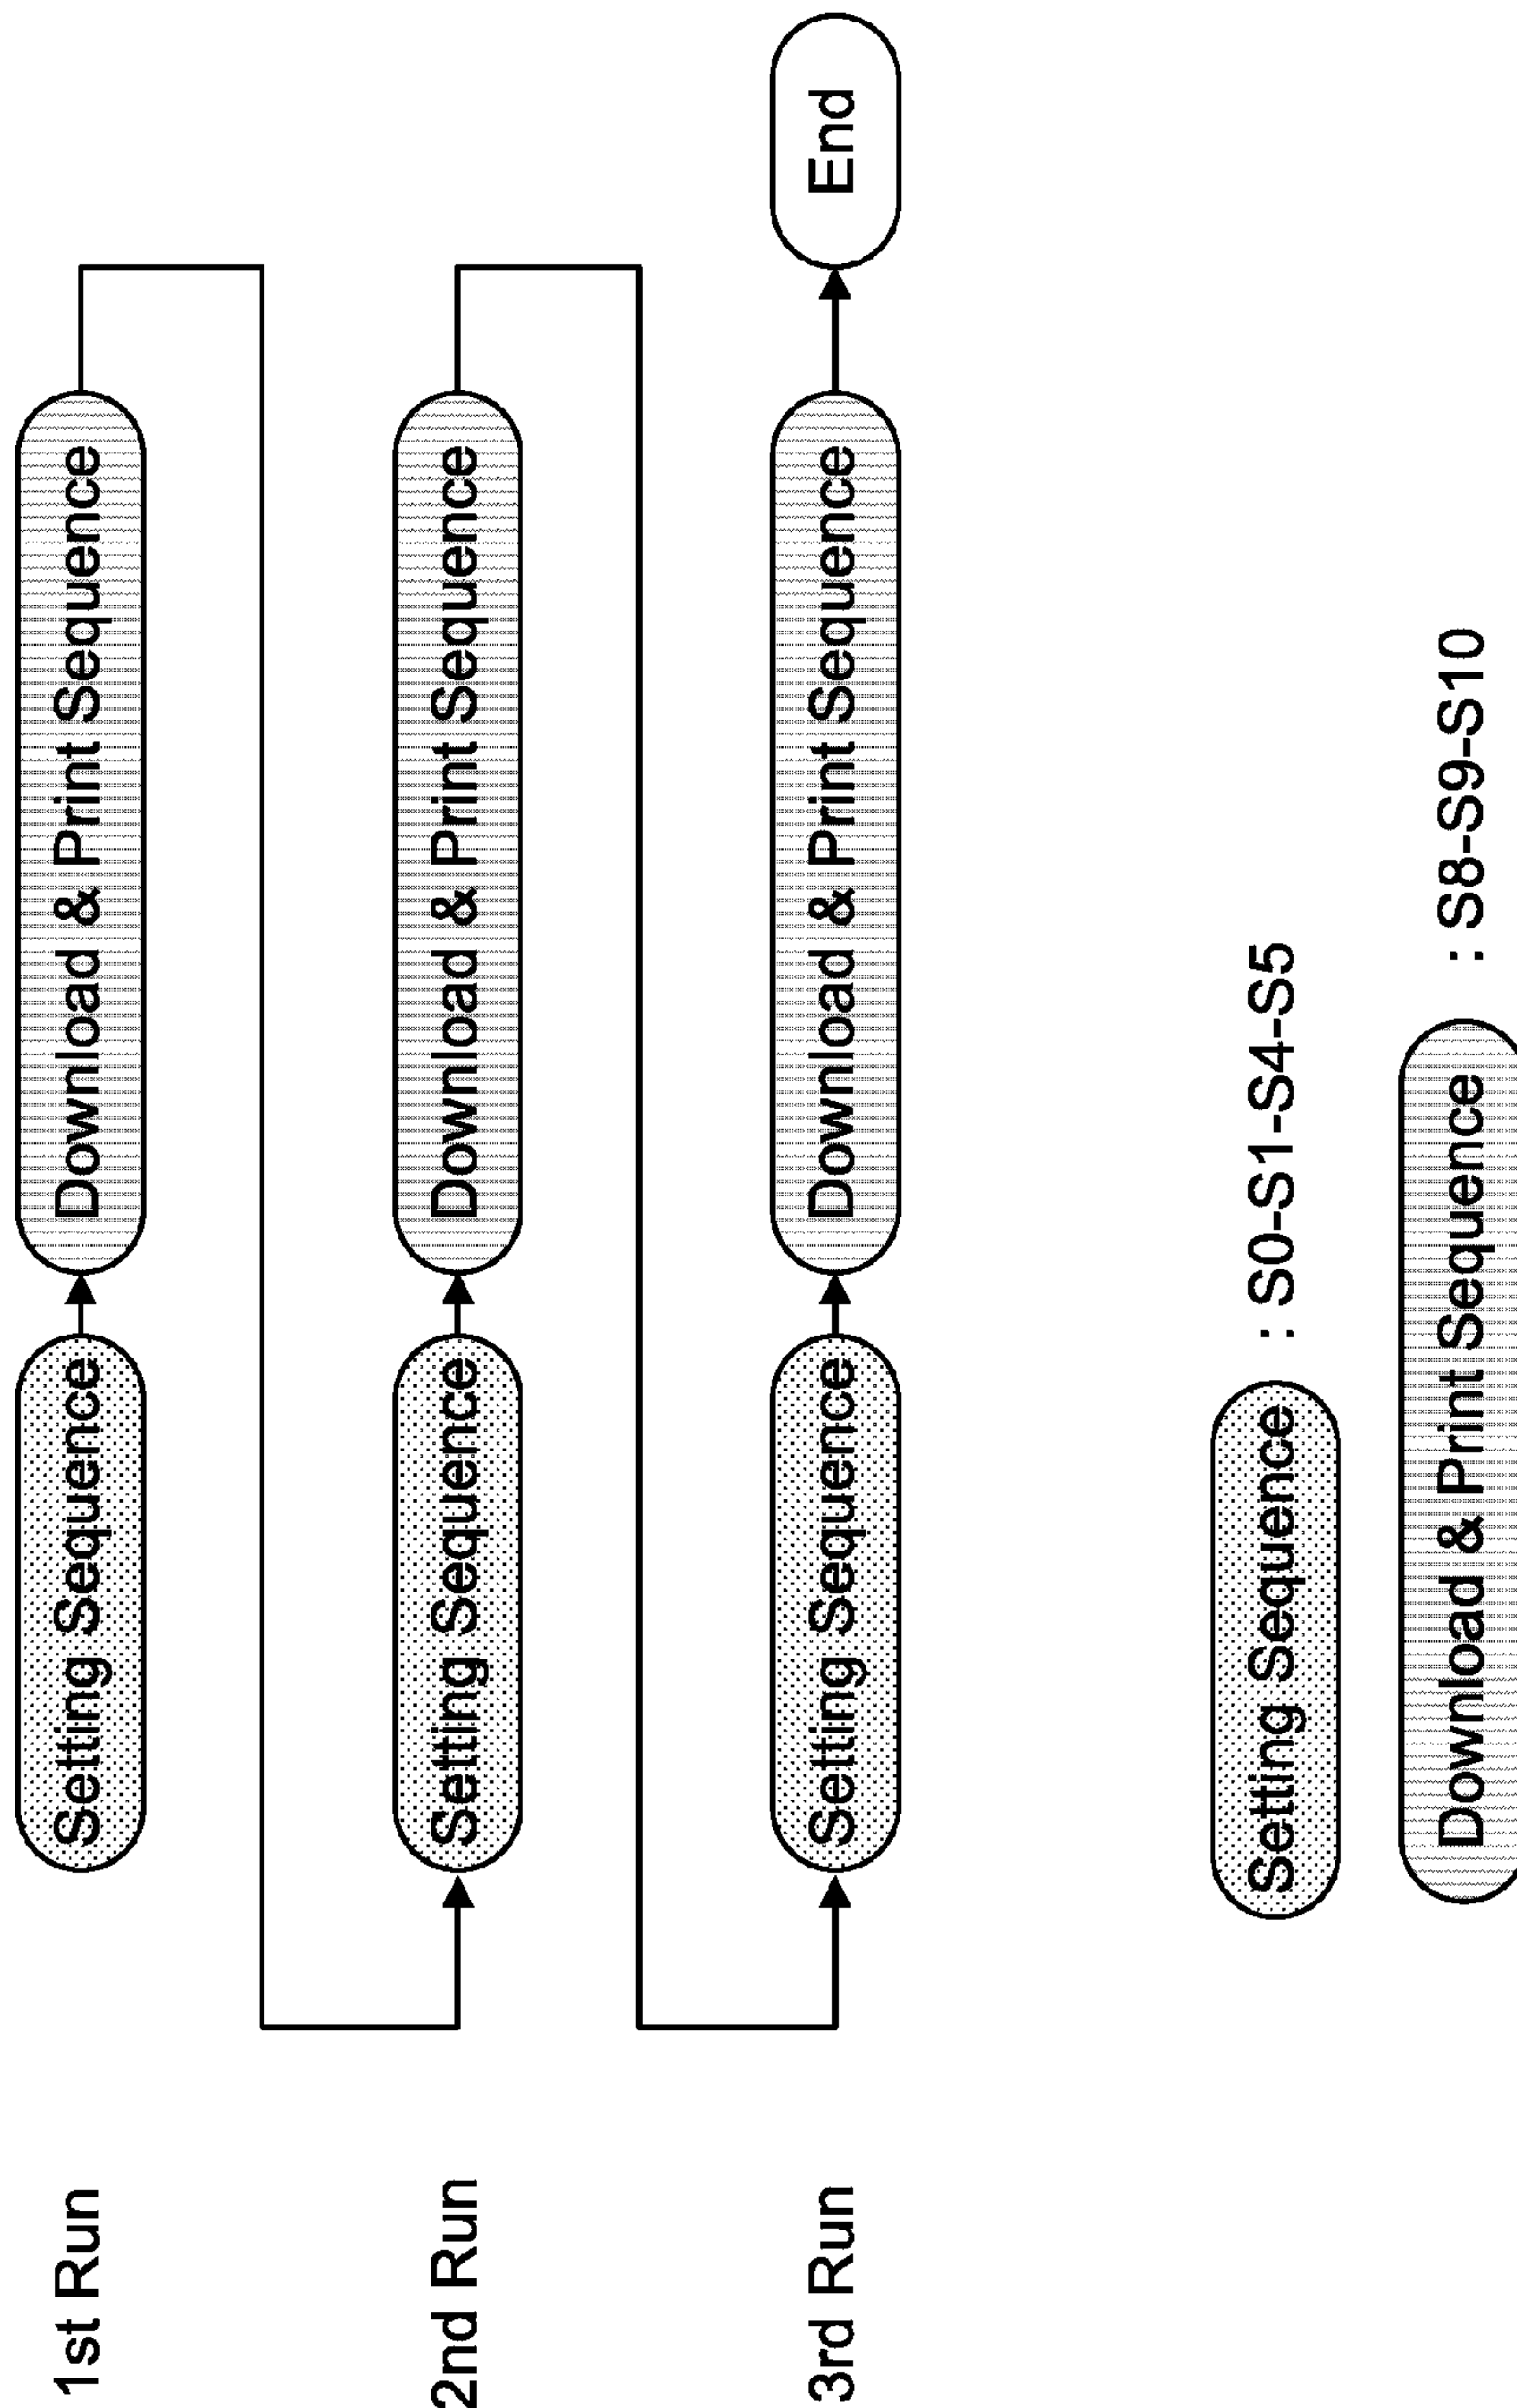 1st Run
Setting Sequence
Download & Print Sequence
2nd Run
Setting Sequence
Download & Print Sequence
3rd Run
Setting Sequence
Download & Print Sequence
End
Setting Sequence : S0-S1-S4-S5
Download & Print Sequence : S8-S9-S10